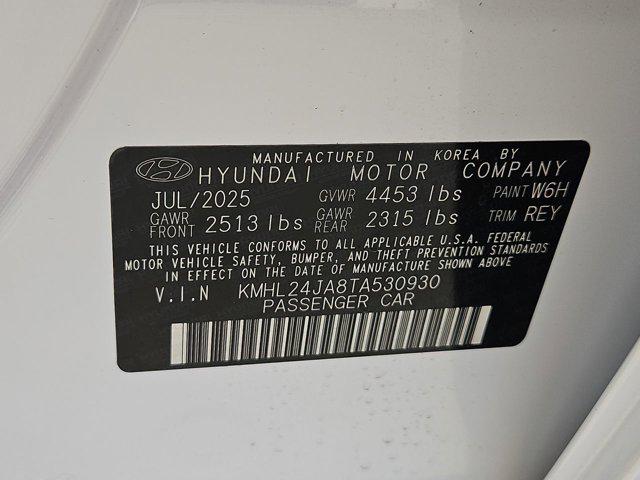 MANUFACTURED IN KOREA BY
HYUNDAI MOTOR COMPANY
JUL/2025 GVWR 4453 lbs PAINT W6H
GAWR FRONT 2513 lbs GAWR REAR 2315 lbs TRIM REY
THIS VEHICLE CONFORMS TO ALL APPLICABLE U.S.A. FEDERAL
MOTOR VEHICLE SAFETY, BUMPER, AND THEFT PREVENTION STANDARDS
IN EFFECT ON THE DATE OF MANUFACTURE SHOWN ABOVE
V.I.N KMHL24JA8TA530930
PASSENGER CAR